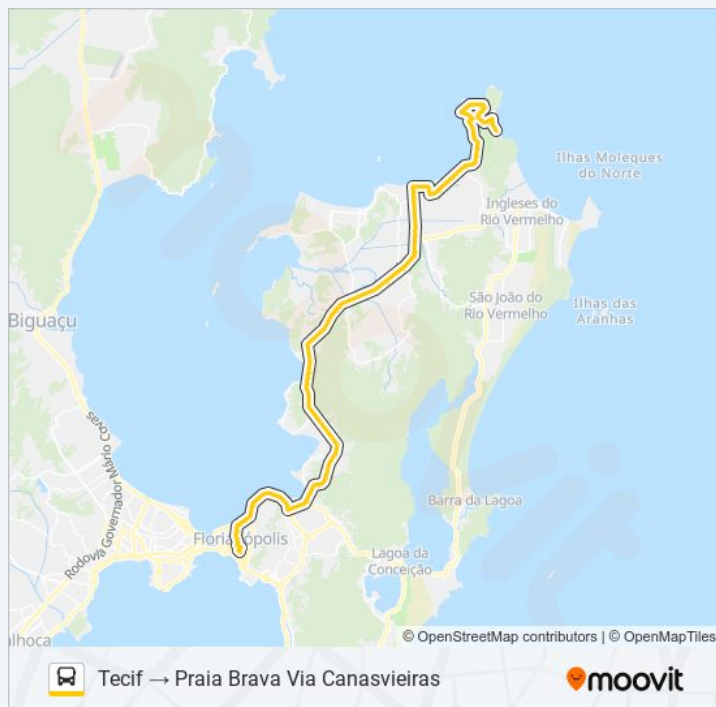 Ilhas Moleques
do Norte
Ingleses do
Rio Vermelho
São João do
Rio Vermelho
Ilhas das
Aranhas
Biguaçu
Rodovia Governador Mário Covas
Barra da Lagoa
Florianópolis
Lagoa da
Conceição
alhoca
© OpenStreetMap contributors | © OpenMapTiles
Tecif → Praia Brava Via Canasvieiras
moovit